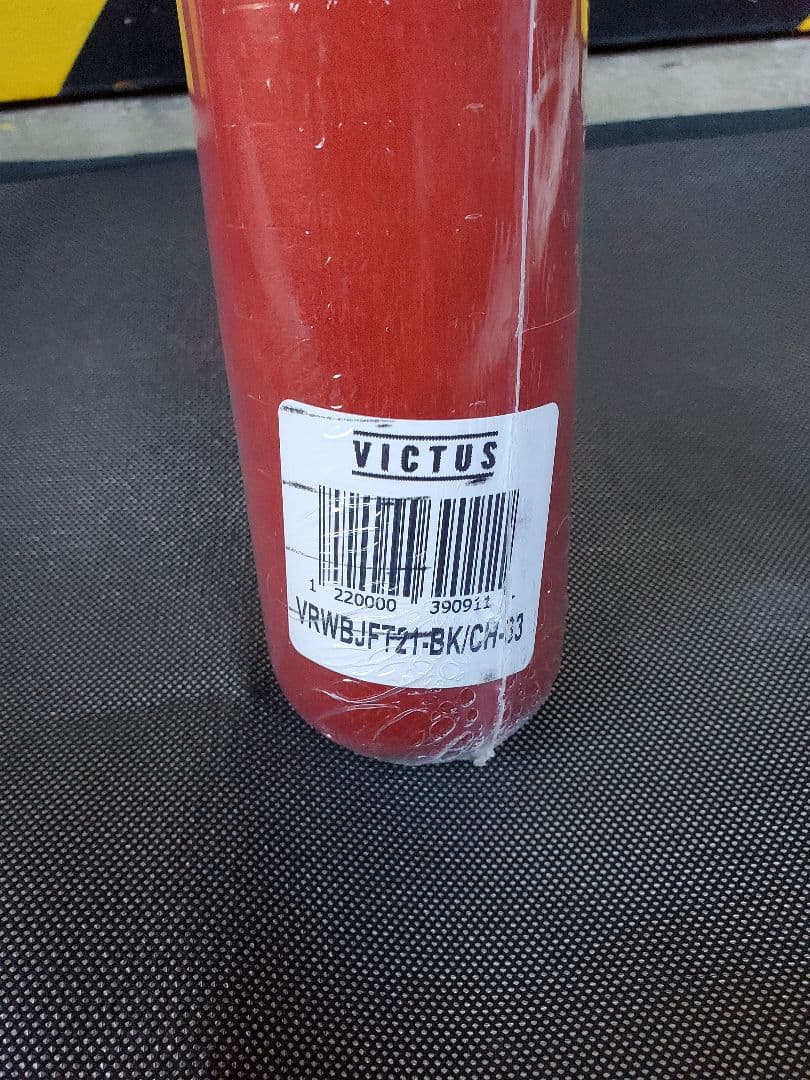 VICTUS
1 220000 390911
VRWBJFT21-BK/CH-33